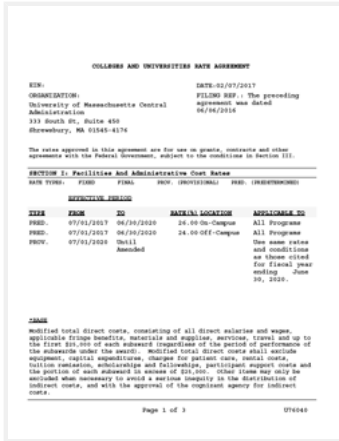 COLLEGES AND UNIVERSITIES RATE AGREEMENT
EIN: DATE:02/07/2017
ORGANIZATION: FILING REF.: The preceding
University of Massachusetts Central agreement was dated
Administration 06/06/2016
333 South St, Suite 450
Shrewsbury, MA 01545-4176
The rates approved in this agreement are for use on grants, contracts and other
agreements with the Federal Government, subject to the conditions in Section III.
SECTION I: Facilities And Administrative Cost Rates
RATE TYPES: FIXED FINAL PROV. (PROVISIONAL) PRED. (PREDETERMINED)
EFFECTIVE PERIOD
TYPE FROM TO RATE(%) LOCATION APPLICABLE TO
PRED. 07/01/2017 06/30/2020 26.00 On-Campus All Programs
PRED. 07/01/2017 06/30/2020 24.00 Off-Campus All Programs
PROV. 07/01/2020 Until Use same rates
Amended and conditions
as those cited
for fiscal year
ending June
30, 2020.
*BASE
Modified total direct costs, consisting of all direct salaries and wages,
applicable fringe benefits, materials and supplies, services, travel and up to
the first $25,000 of each subaward (regardless of the period of performance of
the subawards under the award). Modified total direct costs shall exclude
equipment, capital expenditures, charges for patient care, rental costs,
tuition remission, scholarships and fellowships, participant support costs and
the portion of each subaward in excess of $25,000. Other items may only be
excluded when necessary to avoid a serious inequity in the distribution of
indirect costs, and with the approval of the cognizant agency for indirect
costs.
Page 1 of 3 U76040